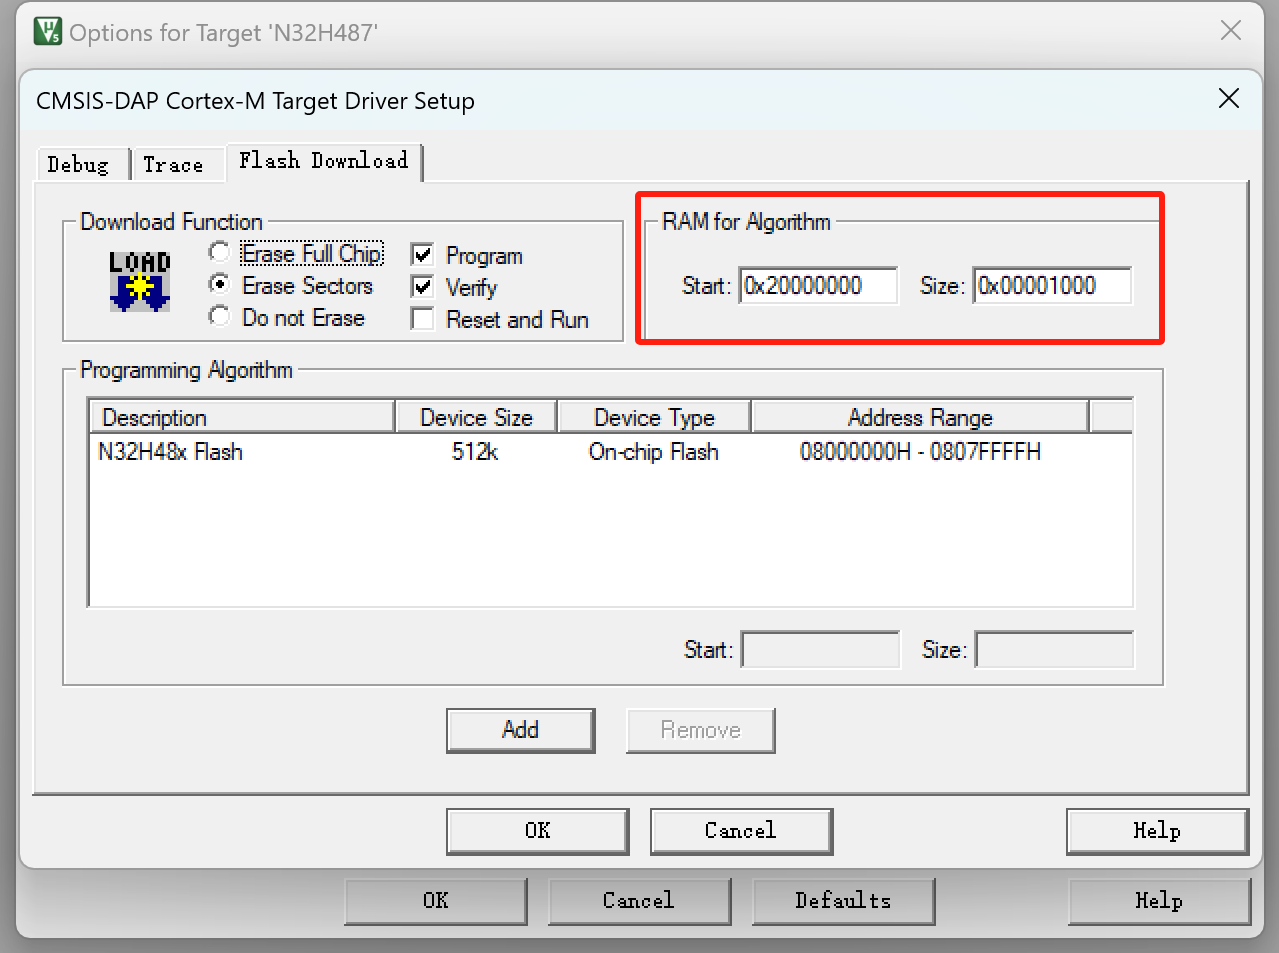 Options for Target 'N32H487'
CMSIS-DAP Cortex-M Target Driver Setup
Debug Trace Flash Download
Download Function
LOAD
Erase Full Chip
Erase Sectors
Do not Erase
Program
Verify
Reset and Run
RAM for Algorithm
Start: 0x20000000 Size: 0x00001000
Programming Algorithm
Description Device Size Device Type Address Range
N32H48x Flash 512k On-chip Flash 08000000H - 0807FFFFH
Start: Size:
Add Remove
OK Cancel Help
OK Cancel Defaults Help